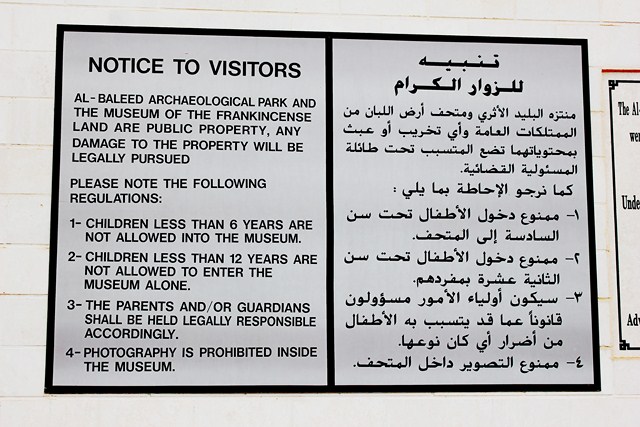 NOTICE TO VISITORS
AL-BALEED ARCHAEOLOGICAL PARK AND
THE MUSEUM OF THE FRANKINCENSE
LAND ARE PUBLIC PROPERTY, ANY
DAMAGE TO THE PROPERTY WILL BE
LEGALLY PURSUED
PLEASE NOTE THE FOLLOWING
REGULATIONS:
1- CHILDREN LESS THAN 6 YEARS ARE
NOT ALLOWED INTO THE MUSEUM.
2- CHILDREN LESS THAN 12 YEARS ARE
NOT ALLOWED TO ENTER THE
MUSEUM ALONE.
3- THE PARENTS AND/OR GUARDIANS
SHALL BE HELD LEGALLY RESPONSIBLE
ACCORDINGLY.
4- PHOTOGRAPHY IS PROHIBITED INSIDE
THE MUSEUM.
تنبيه
للزوار الكرام
منتزه البليد الأثري ومتحف أرض اللبان من
الممتلكات العامة وأي تخريب أو عبث
بمحتوياتهما تضع المتسبب تحت طائلة
المسئولية القضائية.
كما نرجو الإحاطة بما يلي :
١- ممنوع دخول الأطفال تحت سن
السادسة إلى المتحف.
٢- ممنوع دخول الأطفال تحت سن
الثانية عشرة بمفردهم.
٣- سيكون أولياء الأمور مسؤولون
قانوناً عما قد يتسبب به الأطفال
من أضرار أي كان نوعها.
٤- ممنوع التصوير داخل المتحف.
The Al-
wer
Unde
Adv